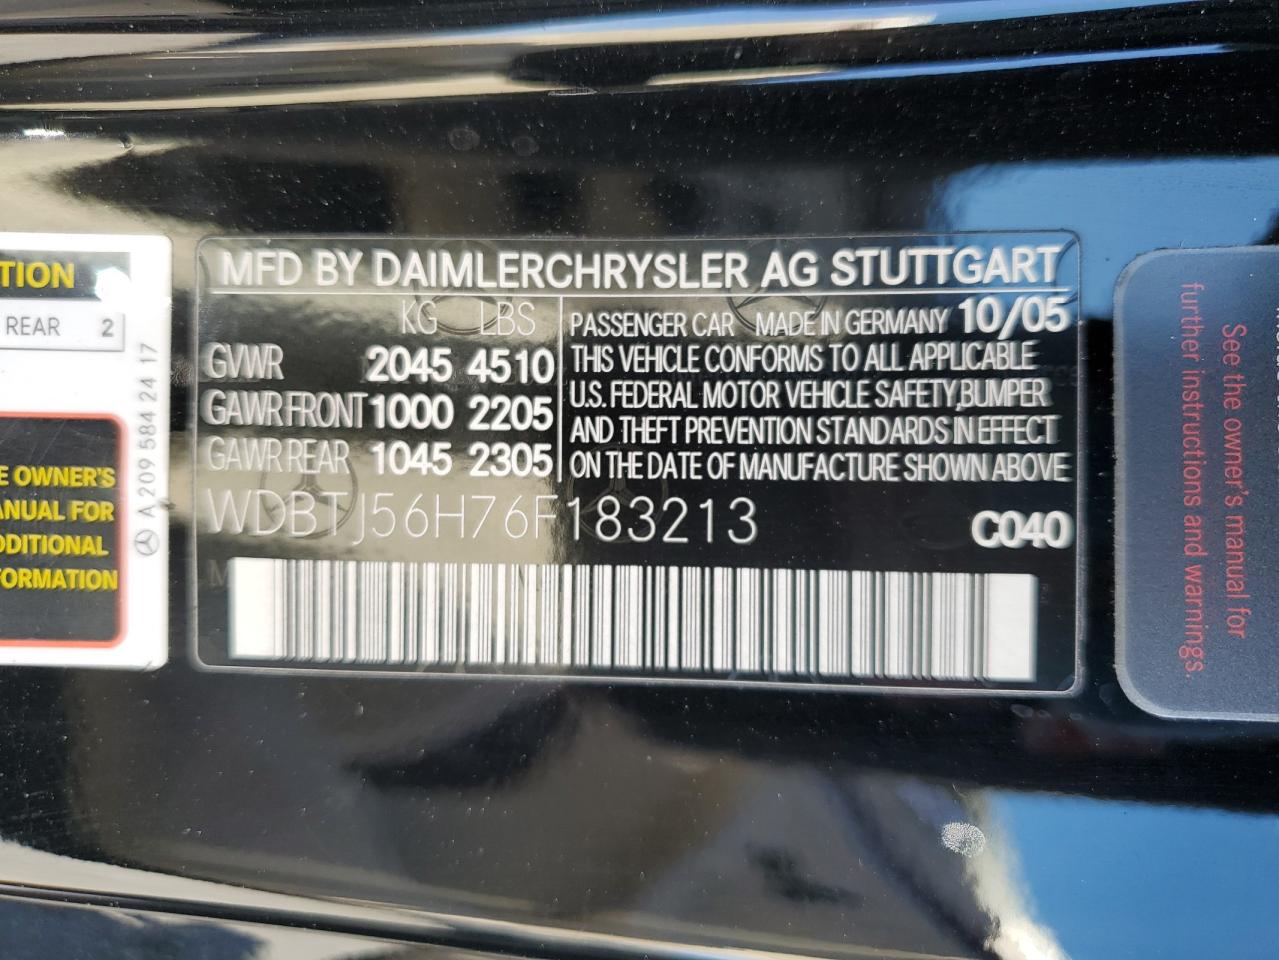 TION
REAR 2
E OWNER'S
ANUAL FOR
DDITIONAL
FORMATION
A 209 584 24 17
MFD BY DAIMLERCHRYSLER AG STUTTGART
KG LBS
GVWR 2045 4510
GAWR FRONT 1000 2205
GAWR REAR 1045 2305
PASSENGER CAR MADE IN GERMANY 10/05
THIS VEHICLE CONFORMS TO ALL APPLICABLE
U.S. FEDERAL MOTOR VEHICLE SAFETY, BUMPER
AND THEFT PREVENTION STANDARDS IN EFFECT
ON THE DATE OF MANUFACTURE SHOWN ABOVE
WDBTJ56H76F183213 C040
See the owner's manual for
further instructions and warnings.